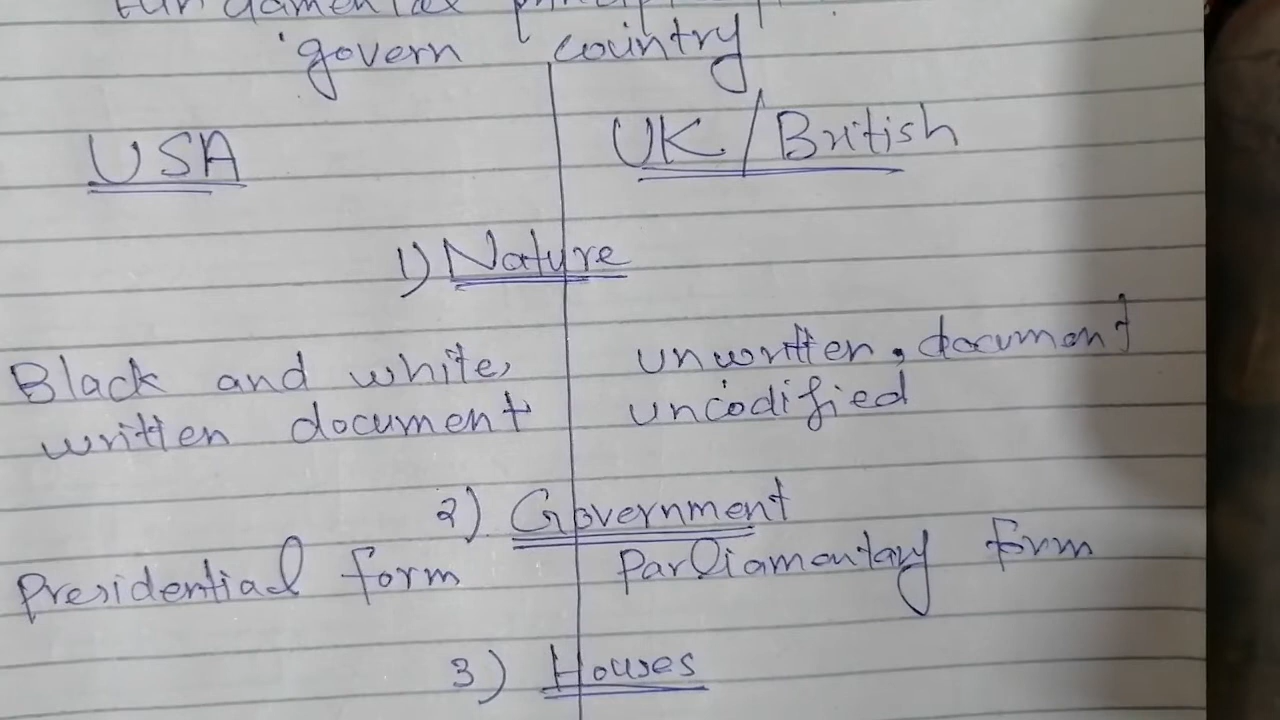 fundamental
govern country
USA UK/British
1) Nature
Black and white, unwritten, document
written document uncodified
2) Government
Presidential form Parliamentary form
3) Houses